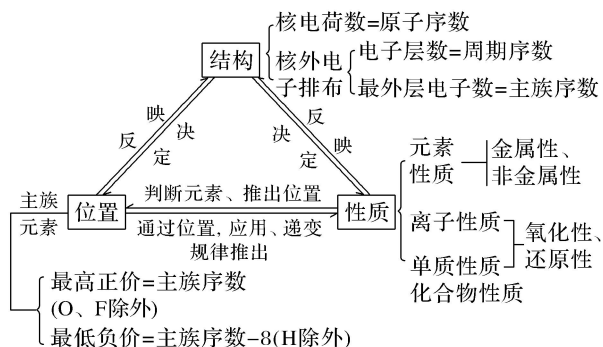 核电荷数=原子序数
结构
核外电
子排布
电子层数=周期序数
最外层电子数=主族序数
反映
决定
反映
决定
主族
元素
位置
判断元素、推出位置
通过位置,应用、递变
规律推出
性质
元素
性质
金属性、
非金属性
离子性质
单质性质
化合物性质
氧化性、
还原性
最高正价=主族序数
(O、F除外)
最低负价=主族序数-8(H除外)